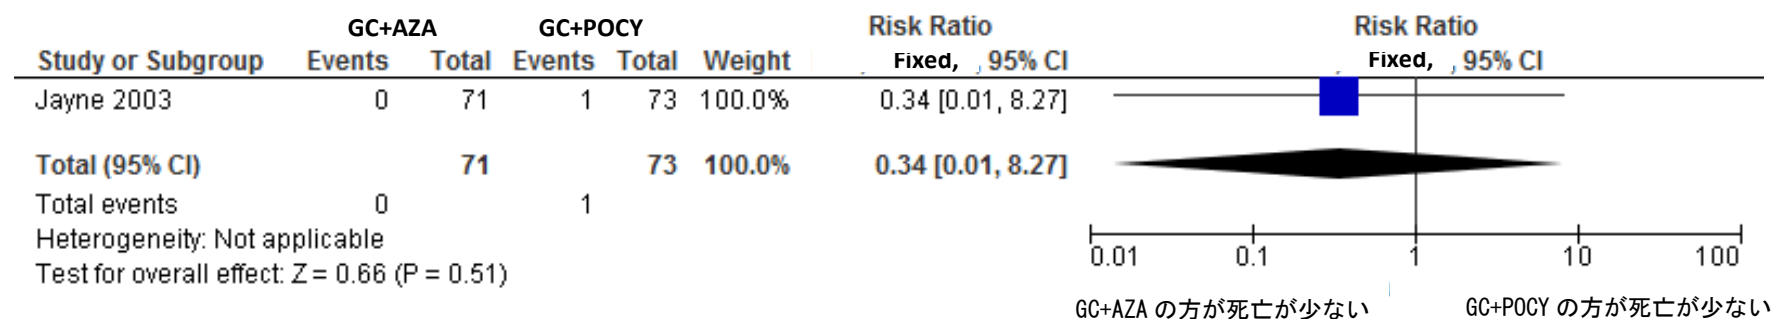 GC+AZA GC+POCY Risk Ratio Risk Ratio
Study or Subgroup Events Total Events Total Weight Fixed, , 95% CI Fixed, , 95% CI
Jayne 2003 0 71 1 73 100.0% 0.34 [0.01, 8.27]
Total (95% CI) 71 73 100.0% 0.34 [0.01, 8.27]
Total events 0 1
Heterogeneity: Not applicable
Test for overall effect: Z = 0.66 (P = 0.51)
0.01 0.1 1 10 100
GC+AZA の方が死亡が少ない GC+POCY の方が死亡が少ない